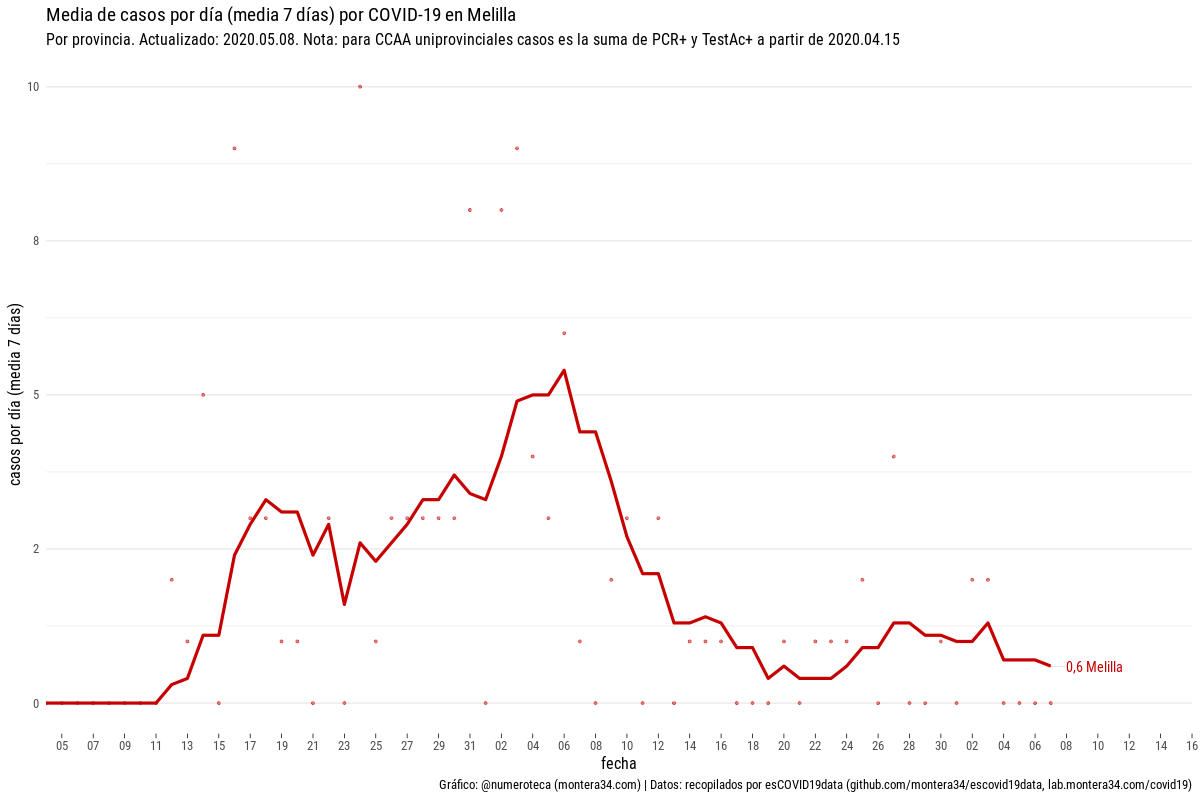 Media de casos por día (media 7 días) por COVID-19 en Melilla
Por provincia. Actualizado: 2020.05.08. Nota: para CCAA uniprovinciales casos es la suma de PCR+ y TestAc+ a partir de 2020.04.15
casos por día (media 7 días)
10
8
5
2
0
0,6 Melilla
05 07 09 11 13 15 17 19 21 23 25 27 29 31 02 04 06 08 10 12 14 16 18 20 22 24 26 28 30 02 04 06 08 10 12 14 16
fecha
Gráfico: @numeroteca (montera34.com) | Datos: recopilados por esCOVID19data (github.com/montera34/escovid19data, lab.montera34.com/covid19)